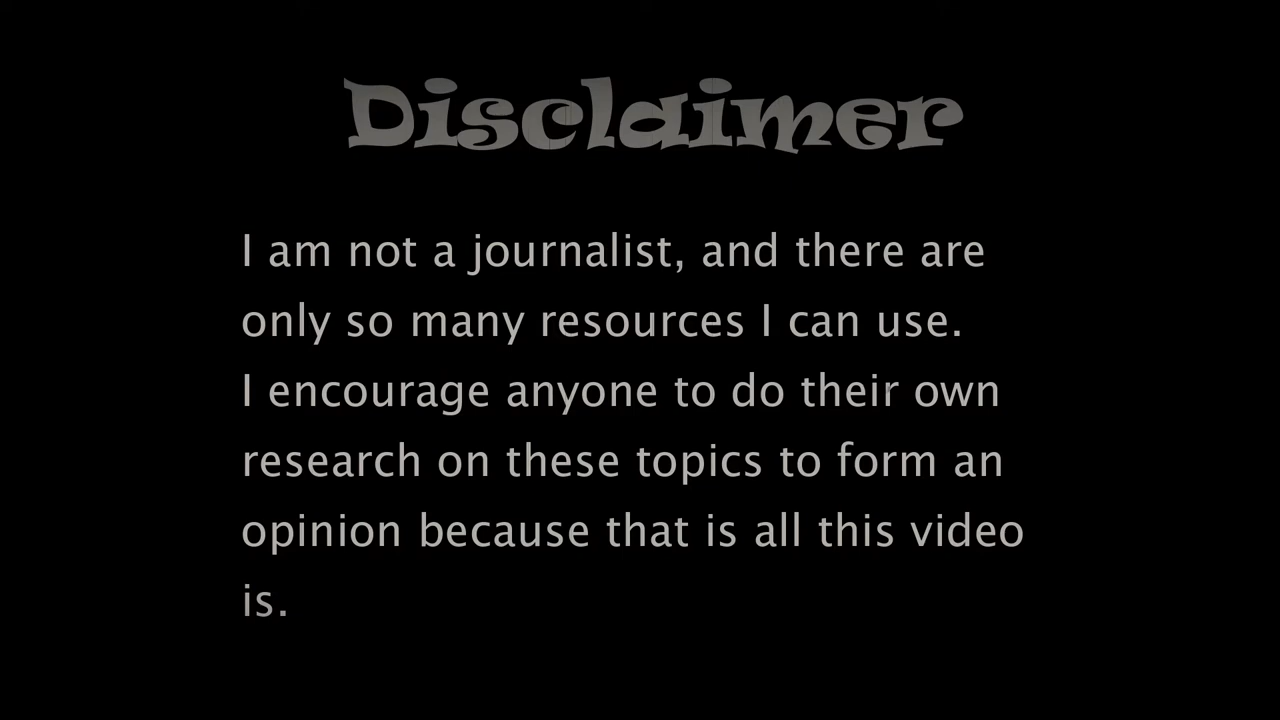 Disclaimer
I am not a journalist, and there are
only so many resources I can use.
I encourage anyone to do their own
research on these topics to form an
opinion because that is all this video
is.